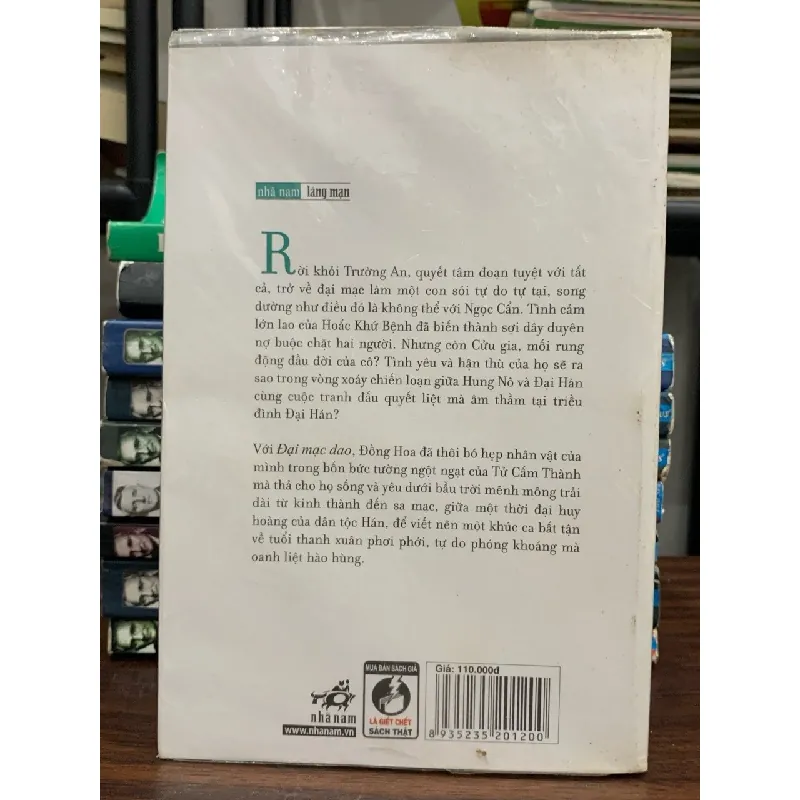 nhã nam lãng mạn
Rời khỏi Trường An, quyết tâm đoạn tuyệt với tất
cả, trở về đại mạc làm một con sói tự do tự tại, song
dường như điều đó là không thể với Ngọc Cẩn. Tình cảm
lớn lao của Hoắc Khứ Bệnh đã biến thành sợi dây duyên
nợ buộc chặt hai người. Nhưng còn Cửu gia, mối rung
động đầu đời của cô? Tình yêu và hận thù của họ sẽ ra
sao trong vòng xoáy chiến loạn giữa Hung Nô và Đại Hán
cùng cuộc tranh đấu quyết liệt mà âm thầm tại triều
đình Đại Hán?
Với Đại mạc dao, Đồng Hoa đã thôi bó hẹp nhân vật của
mình trong bốn bức tường ngột ngạt của Tử Cấm Thành
mà thả cho họ sống và yêu dưới bầu trời mênh mông trải
dài từ kinh thành đến sa mạc, giữa một thời đại huy
hoàng của dân tộc Hán, để viết nên một khúc ca bất tận
về tuổi thanh xuân phơi phới, tự do phóng khoáng mà
oanh liệt hào hùng.
nhã nam
www.nhanam.vn
MUA BÁN SÁCH GIẢ
LÀ GIẾT CHẾT
SÁCH THẬT
Giá: 110.000đ
8 935235 201200